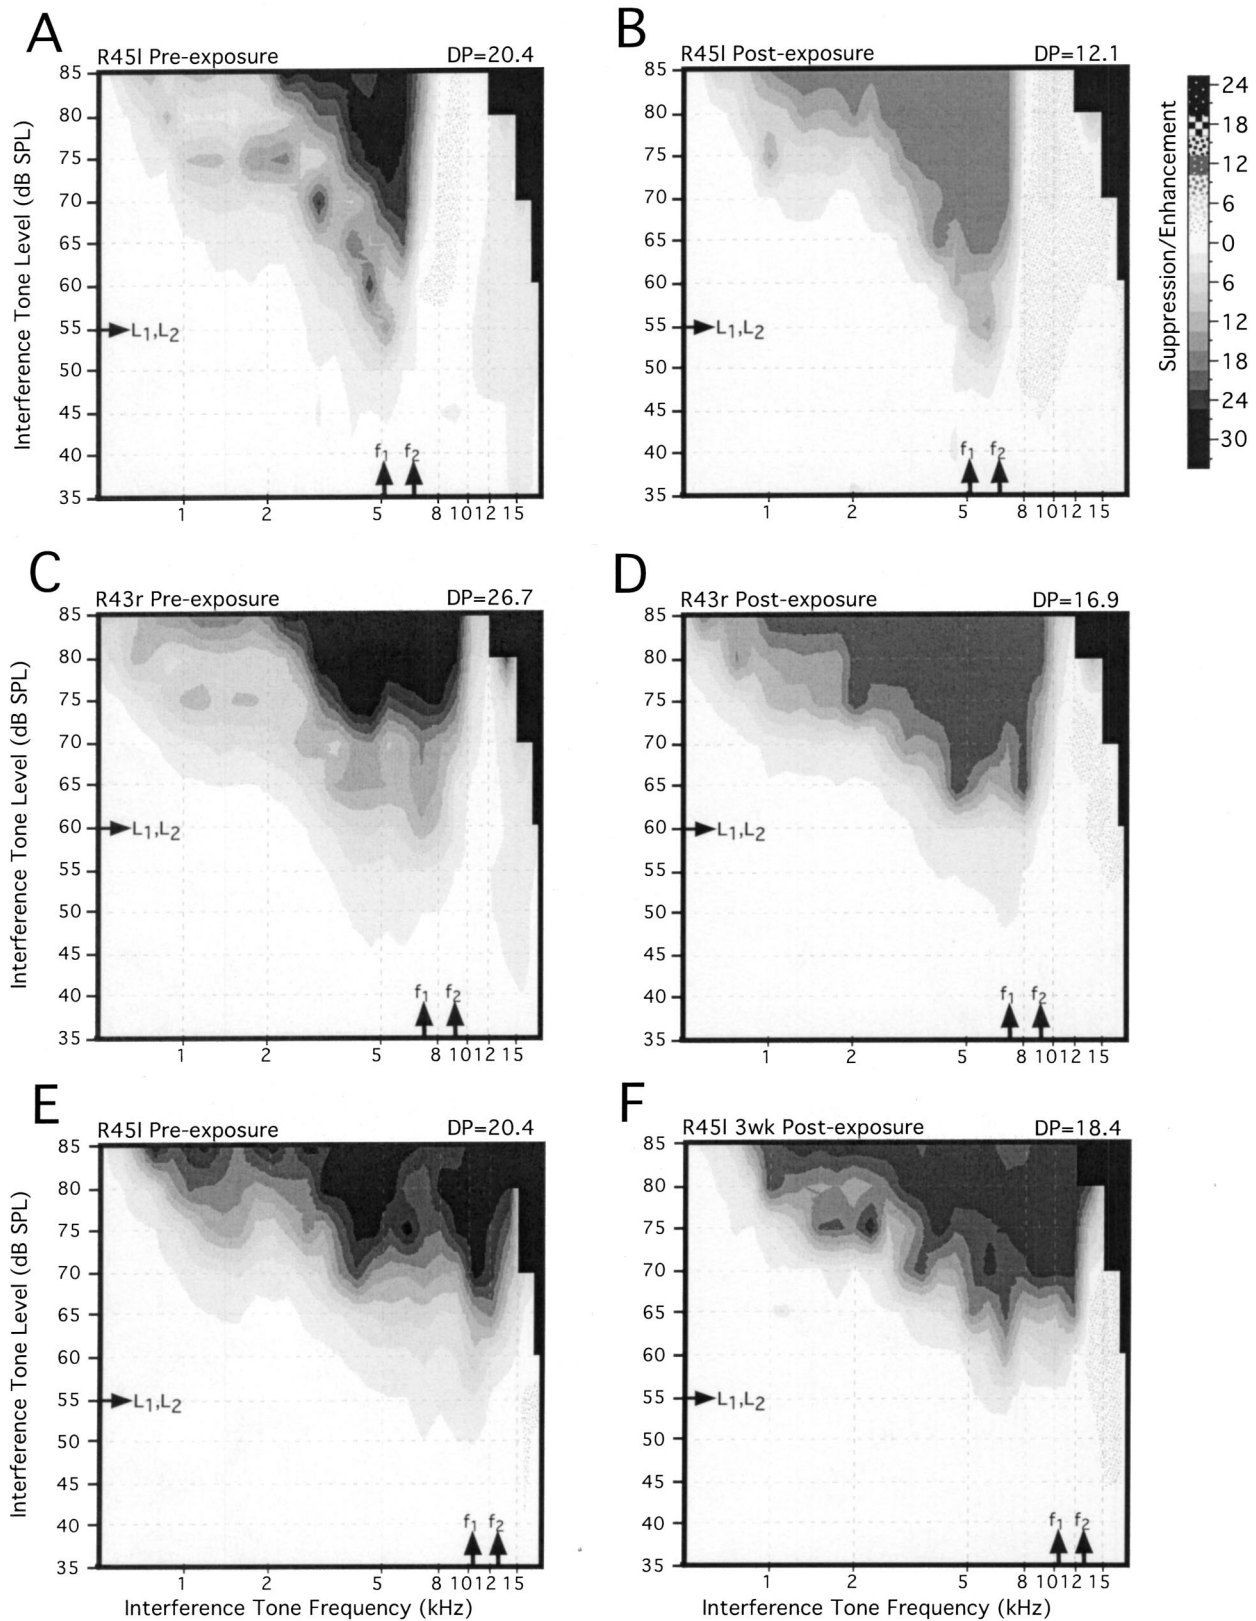 A
R45l Pre-exposure DP=20.4
Interference Tone Level (dB SPL)
85
80
75
70
65
60
55
50
45
40
35
L1,L2
f1 f2
1 2 5 8 10 12 15
B
R45l Post-exposure DP=12.1
85
80
75
70
65
60
55
50
45
40
35
L1,L2
f1 f2
1 2 5 8 10 12 15
Suppression/Enhancement
24
18
12
6
0
6
12
18
24
30
C
R43r Pre-exposure DP=26.7
Interference Tone Level (dB SPL)
85
80
75
70
65
60
55
50
45
40
35
L1,L2
f1 f2
1 2 5 8 10 12 15
D
R43r Post-exposure DP=16.9
85
80
75
70
65
60
55
50
45
40
35
L1,L2
f1 f2
1 2 5 8 10 12 15
E
R45l Pre-exposure DP=20.4
Interference Tone Level (dB SPL)
85
80
75
70
65
60
55
50
45
40
35
L1,L2
f1 f2
1 2 5 8 10 12 15
Interference Tone Frequency (kHz)
F
R45l 3wk Post-exposure DP=18.4
85
80
75
70
65
60
55
50
45
40
35
L1,L2
f1 f2
1 2 5 8 10 12 15
Interference Tone Frequency (kHz)